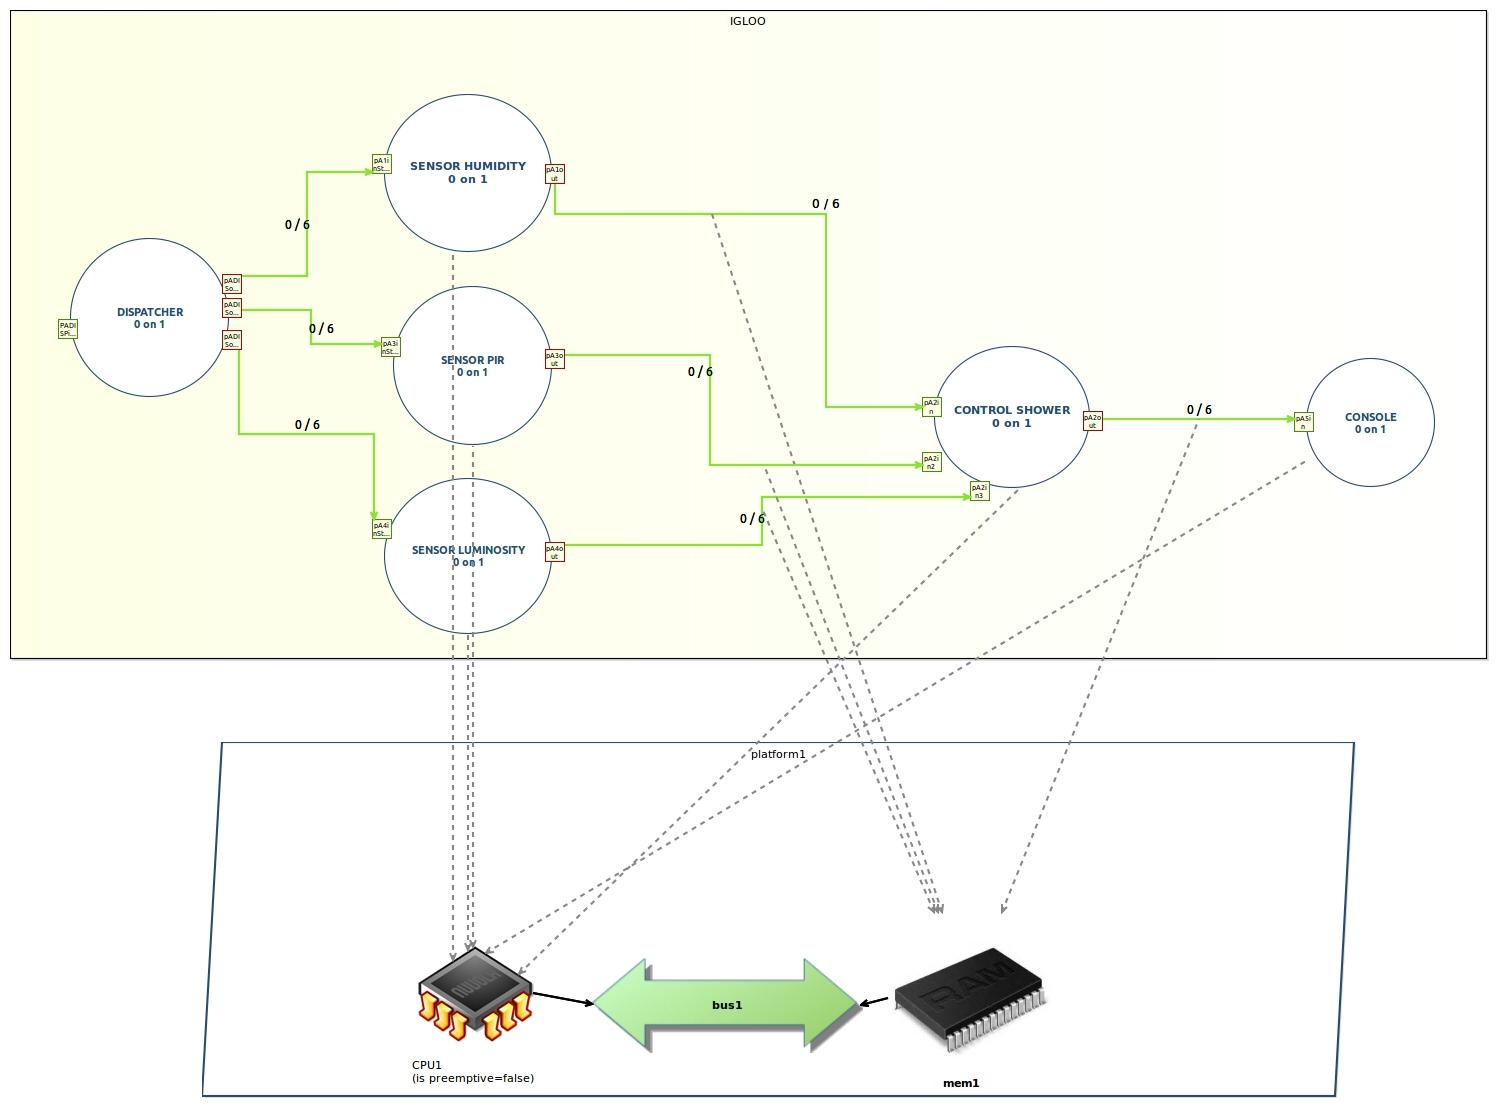 IGLOO
SENSOR HUMIDITY
0 on 1
pA1i
nSt...
pA1o
ut
0 / 6
0 / 6
DISPATCHER
0 on 1
PADI
SPi...
pADI
So...
pADI
So...
pADI
So...
0 / 6
SENSOR PIR
0 on 1
pA3i
nSt...
pA3o
ut
0 / 6
0 / 6
SENSOR LUMINOSITY
0 on 1
pA4i
nSt...
pA4o
ut
0 / 6
CONTROL SHOWER
0 on 1
pA2i
n
pA2i
n2
pA2i
n3
pA2o
ut
0 / 6
CONSOLE
0 on 1
pA5i
n
platform1
RAM
bus1
CPU1
(is preemptive=false)
mem1